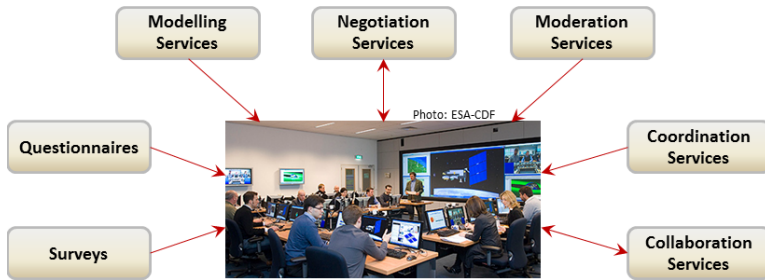 Modelling
Services
Negotiation
Services
Moderation
Services
Photo: ESA-CDF
Questionnaires
Coordination
Services
Surveys
Collaboration
Services